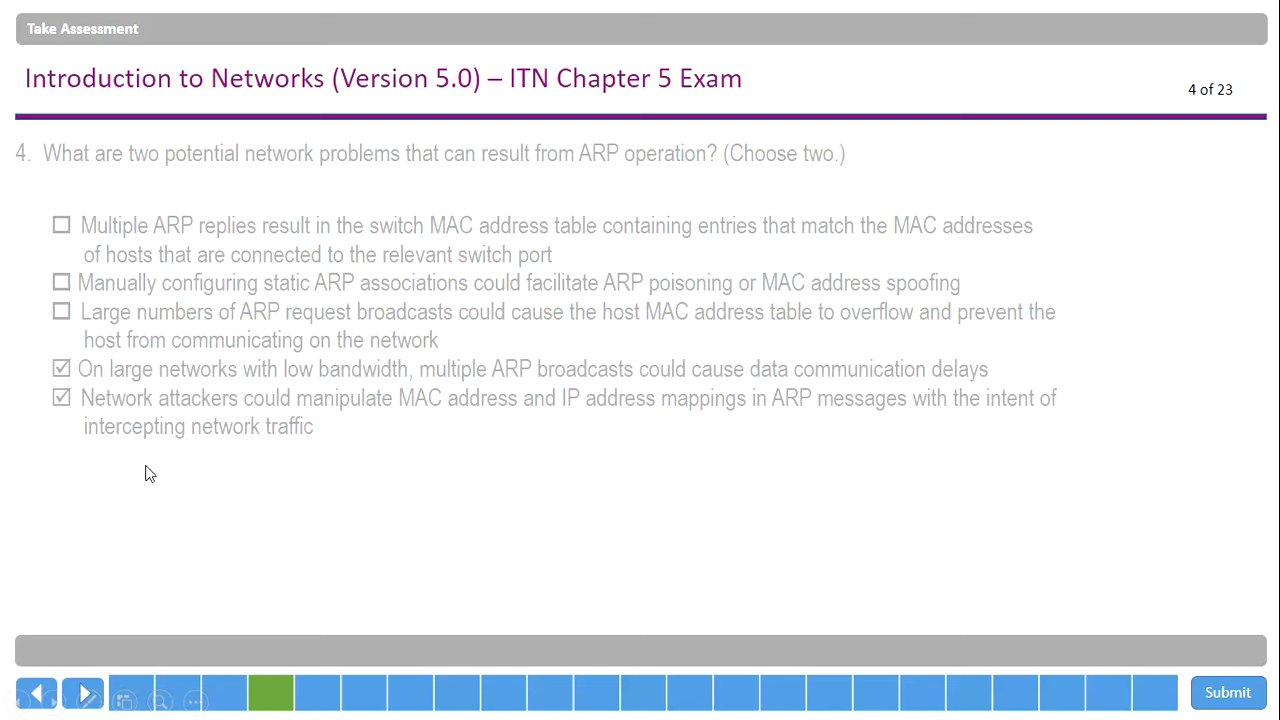 Take Assessment
Introduction to Networks (Version 5.0) – ITN Chapter 5 Exam
4 of 23
4. What are two potential network problems that can result from ARP operation? (Choose two.)
Multiple ARP replies result in the switch MAC address table containing entries that match the MAC addresses
of hosts that are connected to the relevant switch port
Manually configuring static ARP associations could facilitate ARP poisoning or MAC address spoofing
Large numbers of ARP request broadcasts could cause the host MAC address table to overflow and prevent the
host from communicating on the network
On large networks with low bandwidth, multiple ARP broadcasts could cause data communication delays
Network attackers could manipulate MAC address and IP address mappings in ARP messages with the intent of
intercepting network traffic
Submit